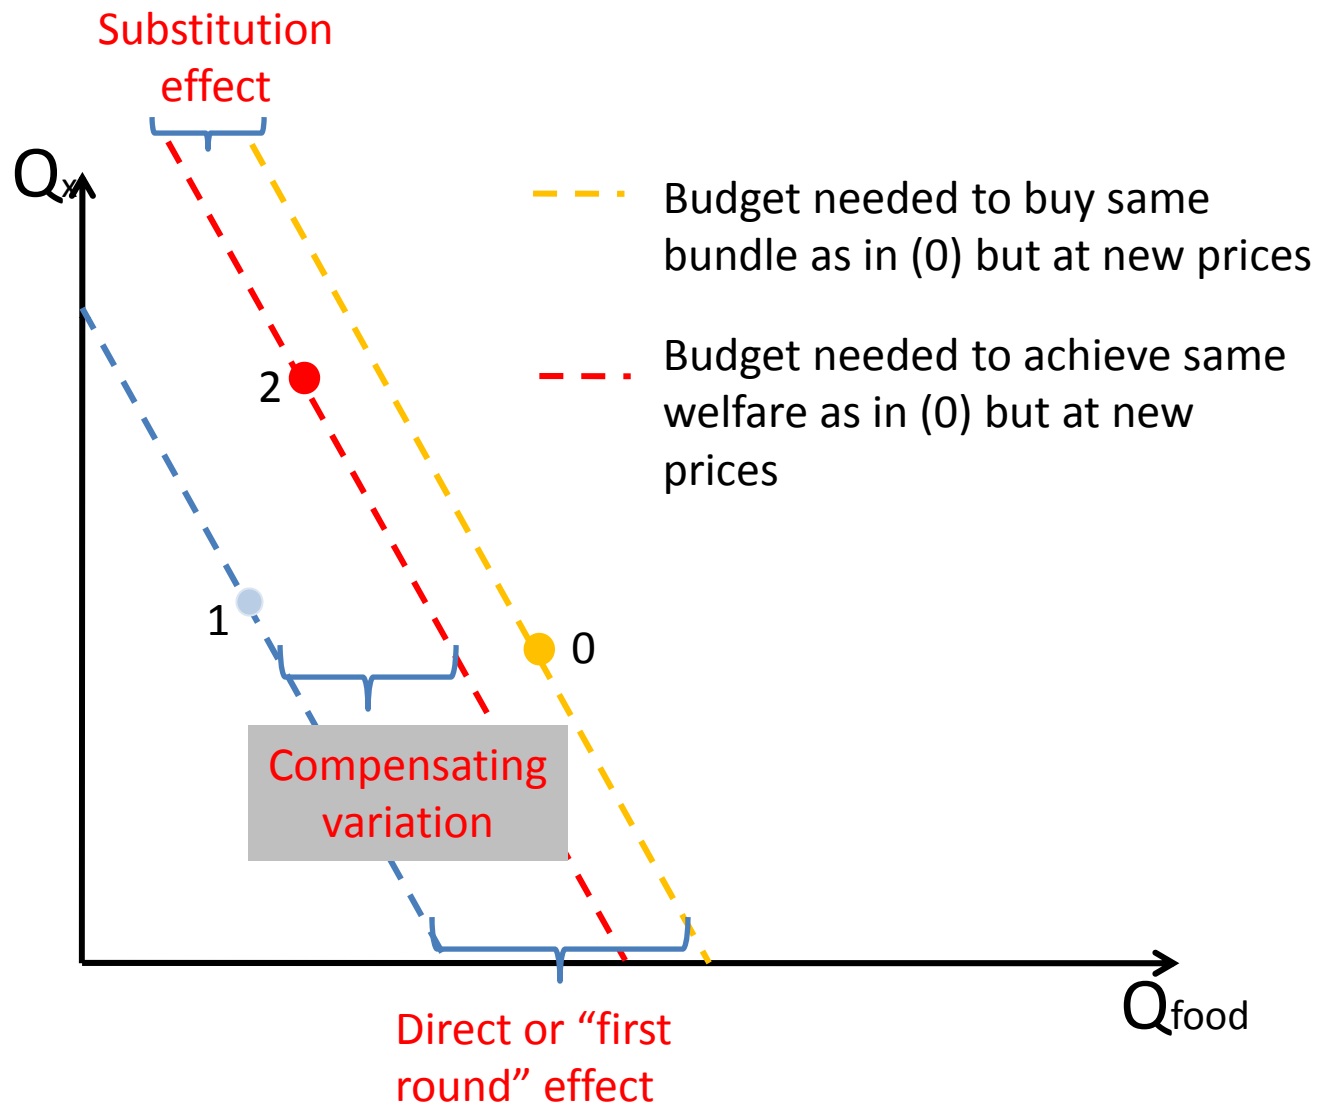 Substitution
effect
Qx
Budget needed to buy same
bundle as in (0) but at new prices
Budget needed to achieve same
welfare as in (0) but at new
prices
2
1
0
Compensating
variation
Qfood
Direct or “first
round” effect